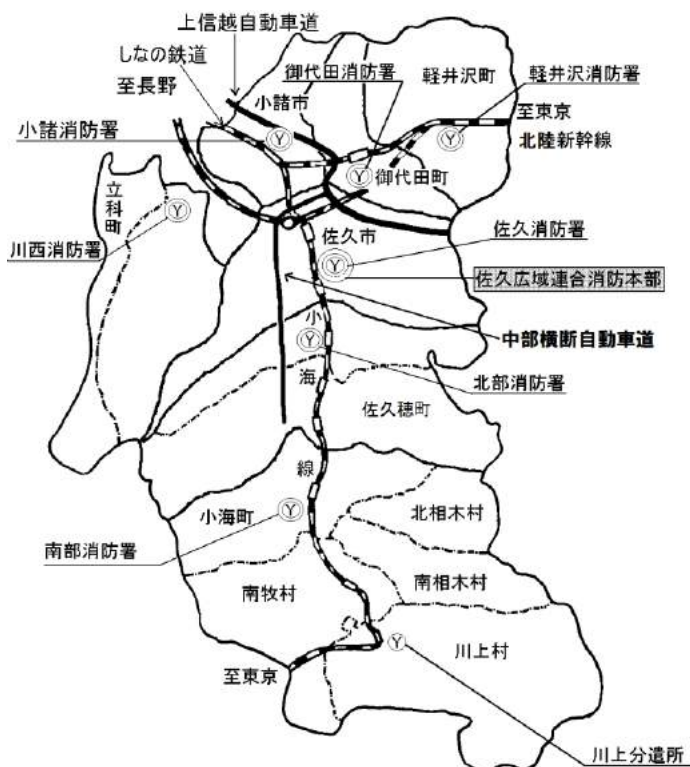 上信越自動車道
しなの鉄道
至長野
御代田消防署
軽井沢町
軽井沢消防署
小諸市
小諸消防署
至東京
北陸新幹線
御代田町
立科町
川西消防署
佐久市
佐久消防署
佐久広域連合消防本部
中部横断自動車道
小海線
北部消防署
佐久穂町
小海町
北相木村
南部消防署
南相木村
南牧村
川上村
至東京
川上分遣所
Y
Y
Y
Y
Y
Y
Y
Y